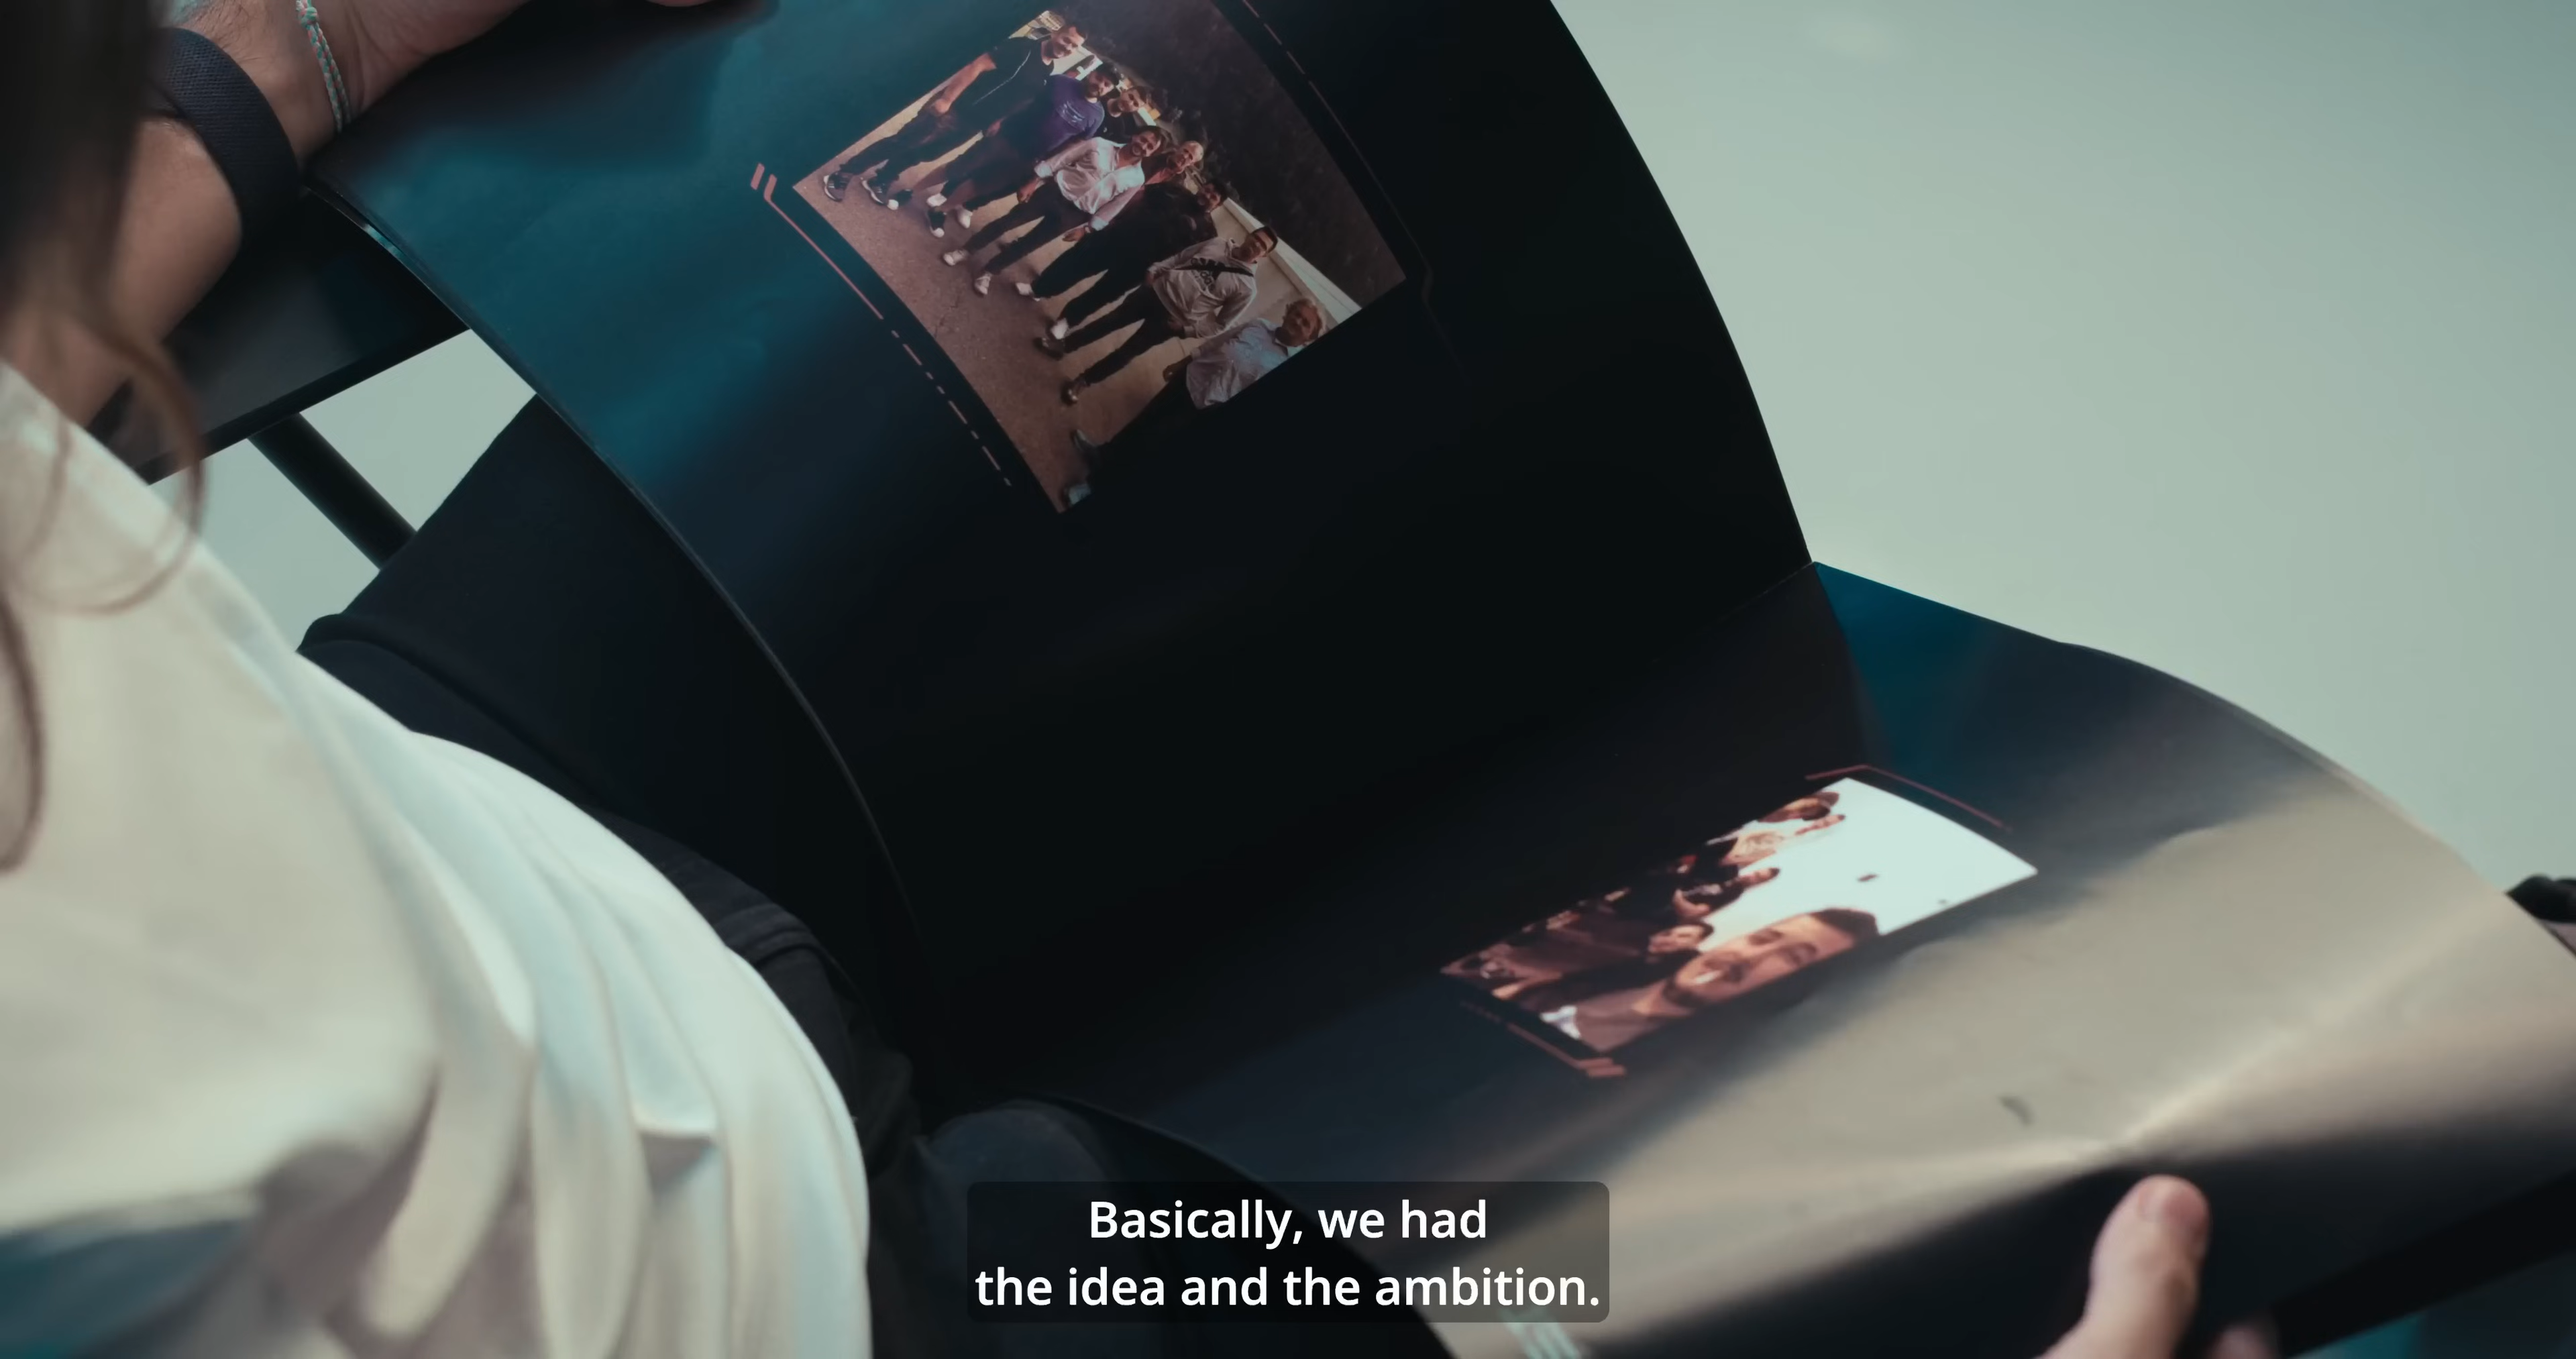 Basically, we had
the idea and the ambition.